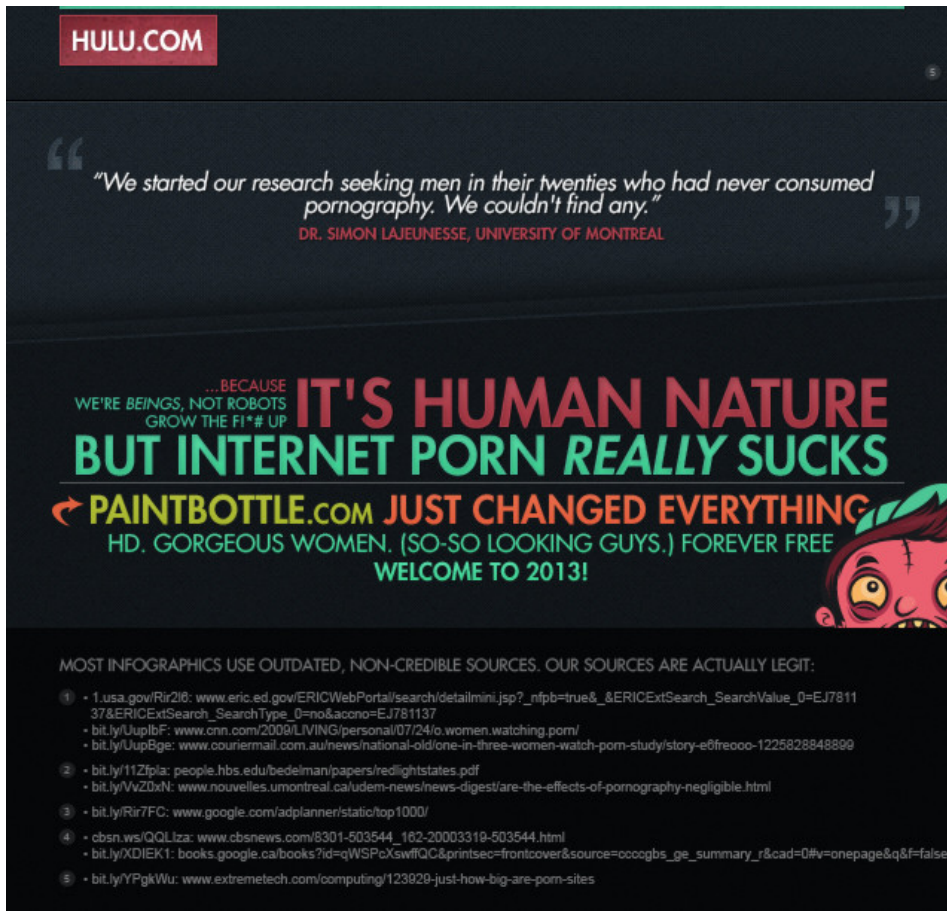 HULU.COM
5
“We started our research seeking men in their twenties who had never consumed
pornography. We couldn't find any.”
DR. SIMON LAJEUNESSE, UNIVERSITY OF MONTREAL
...BECAUSE
WE'RE BEINGS, NOT ROBOTS
GROW THE FI*# UP
IT'S HUMAN NATURE
BUT INTERNET PORN REALLY SUCKS
PAINTBOTTLE.COM JUST CHANGED EVERYTHING
HD. GORGEOUS WOMEN. (SO-SO LOOKING GUYS.) FOREVER FREE
WELCOME TO 2013!
MOST INFOGRAPHICS USE OUTDATED, NON-CREDIBLE SOURCES. OUR SOURCES ARE ACTUALLY LEGIT:
1 • 1.usa.gov/Rir2I6: www.eric.ed.gov/ERICWebPortal/search/detailmini.jsp?_nfpb=true&_&ERICExtSearch_SearchValue_0=EJ7811
37&ERICExtSearch_SearchType_0=no&accno=EJ781137
• bit.ly/UupIbF: www.cnn.com/2009/LIVING/personal/07/24/o.women.watching.porn/
• bit.ly/UupBge: www.couriermail.com.au/news/national-old/one-in-three-women-watch-porn-study/story-e6freooo-1225828848899
2 • bit.ly/11Zfpla: people.hbs.edu/bedelman/papers/redlightstates.pdf
• bit.ly/VvZ0xN: www.nouvelles.umontreal.ca/udem-news/news-digest/are-the-effects-of-pornography-negligible.html
3 • bit.ly/Rir7FC: www.google.com/adplanner/static/top1000/
4 • cbsn.ws/QQLIza: www.cbsnews.com/8301-503544_162-20003319-503544.html
• bit.ly/XDIEK1: books.google.ca/books?id=qWSPcXswffQC&printsec=frontcover&source=ccccgbs_ge_summary_r&cad=0#v=onepage&q&f=false
5 • bit.ly/YPgkWu: www.extremetech.com/computing/123929-just-how-big-are-porn-sites